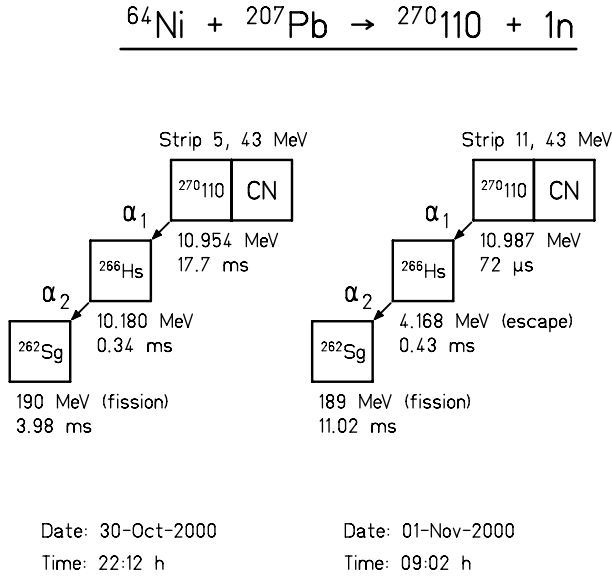 ⁶⁴Ni + ²⁰⁷Pb → ²⁷⁰110 + 1n
Strip 5, 43 MeV
²⁷⁰110 CN
α₁
10.954 MeV
17.7 ms
²⁶⁶Hs
α₂
10.180 MeV
0.34 ms
²⁶²Sg
190 MeV (fission)
3.98 ms
Date: 30-Oct-2000
Time: 22:12 h
Strip 11, 43 MeV
²⁷⁰110 CN
α₁
10.987 MeV
72 µs
²⁶⁶Hs
α₂
4.168 MeV (escape)
0.43 ms
²⁶²Sg
189 MeV (fission)
11.02 ms
Date: 01-Nov-2000
Time: 09:02 h